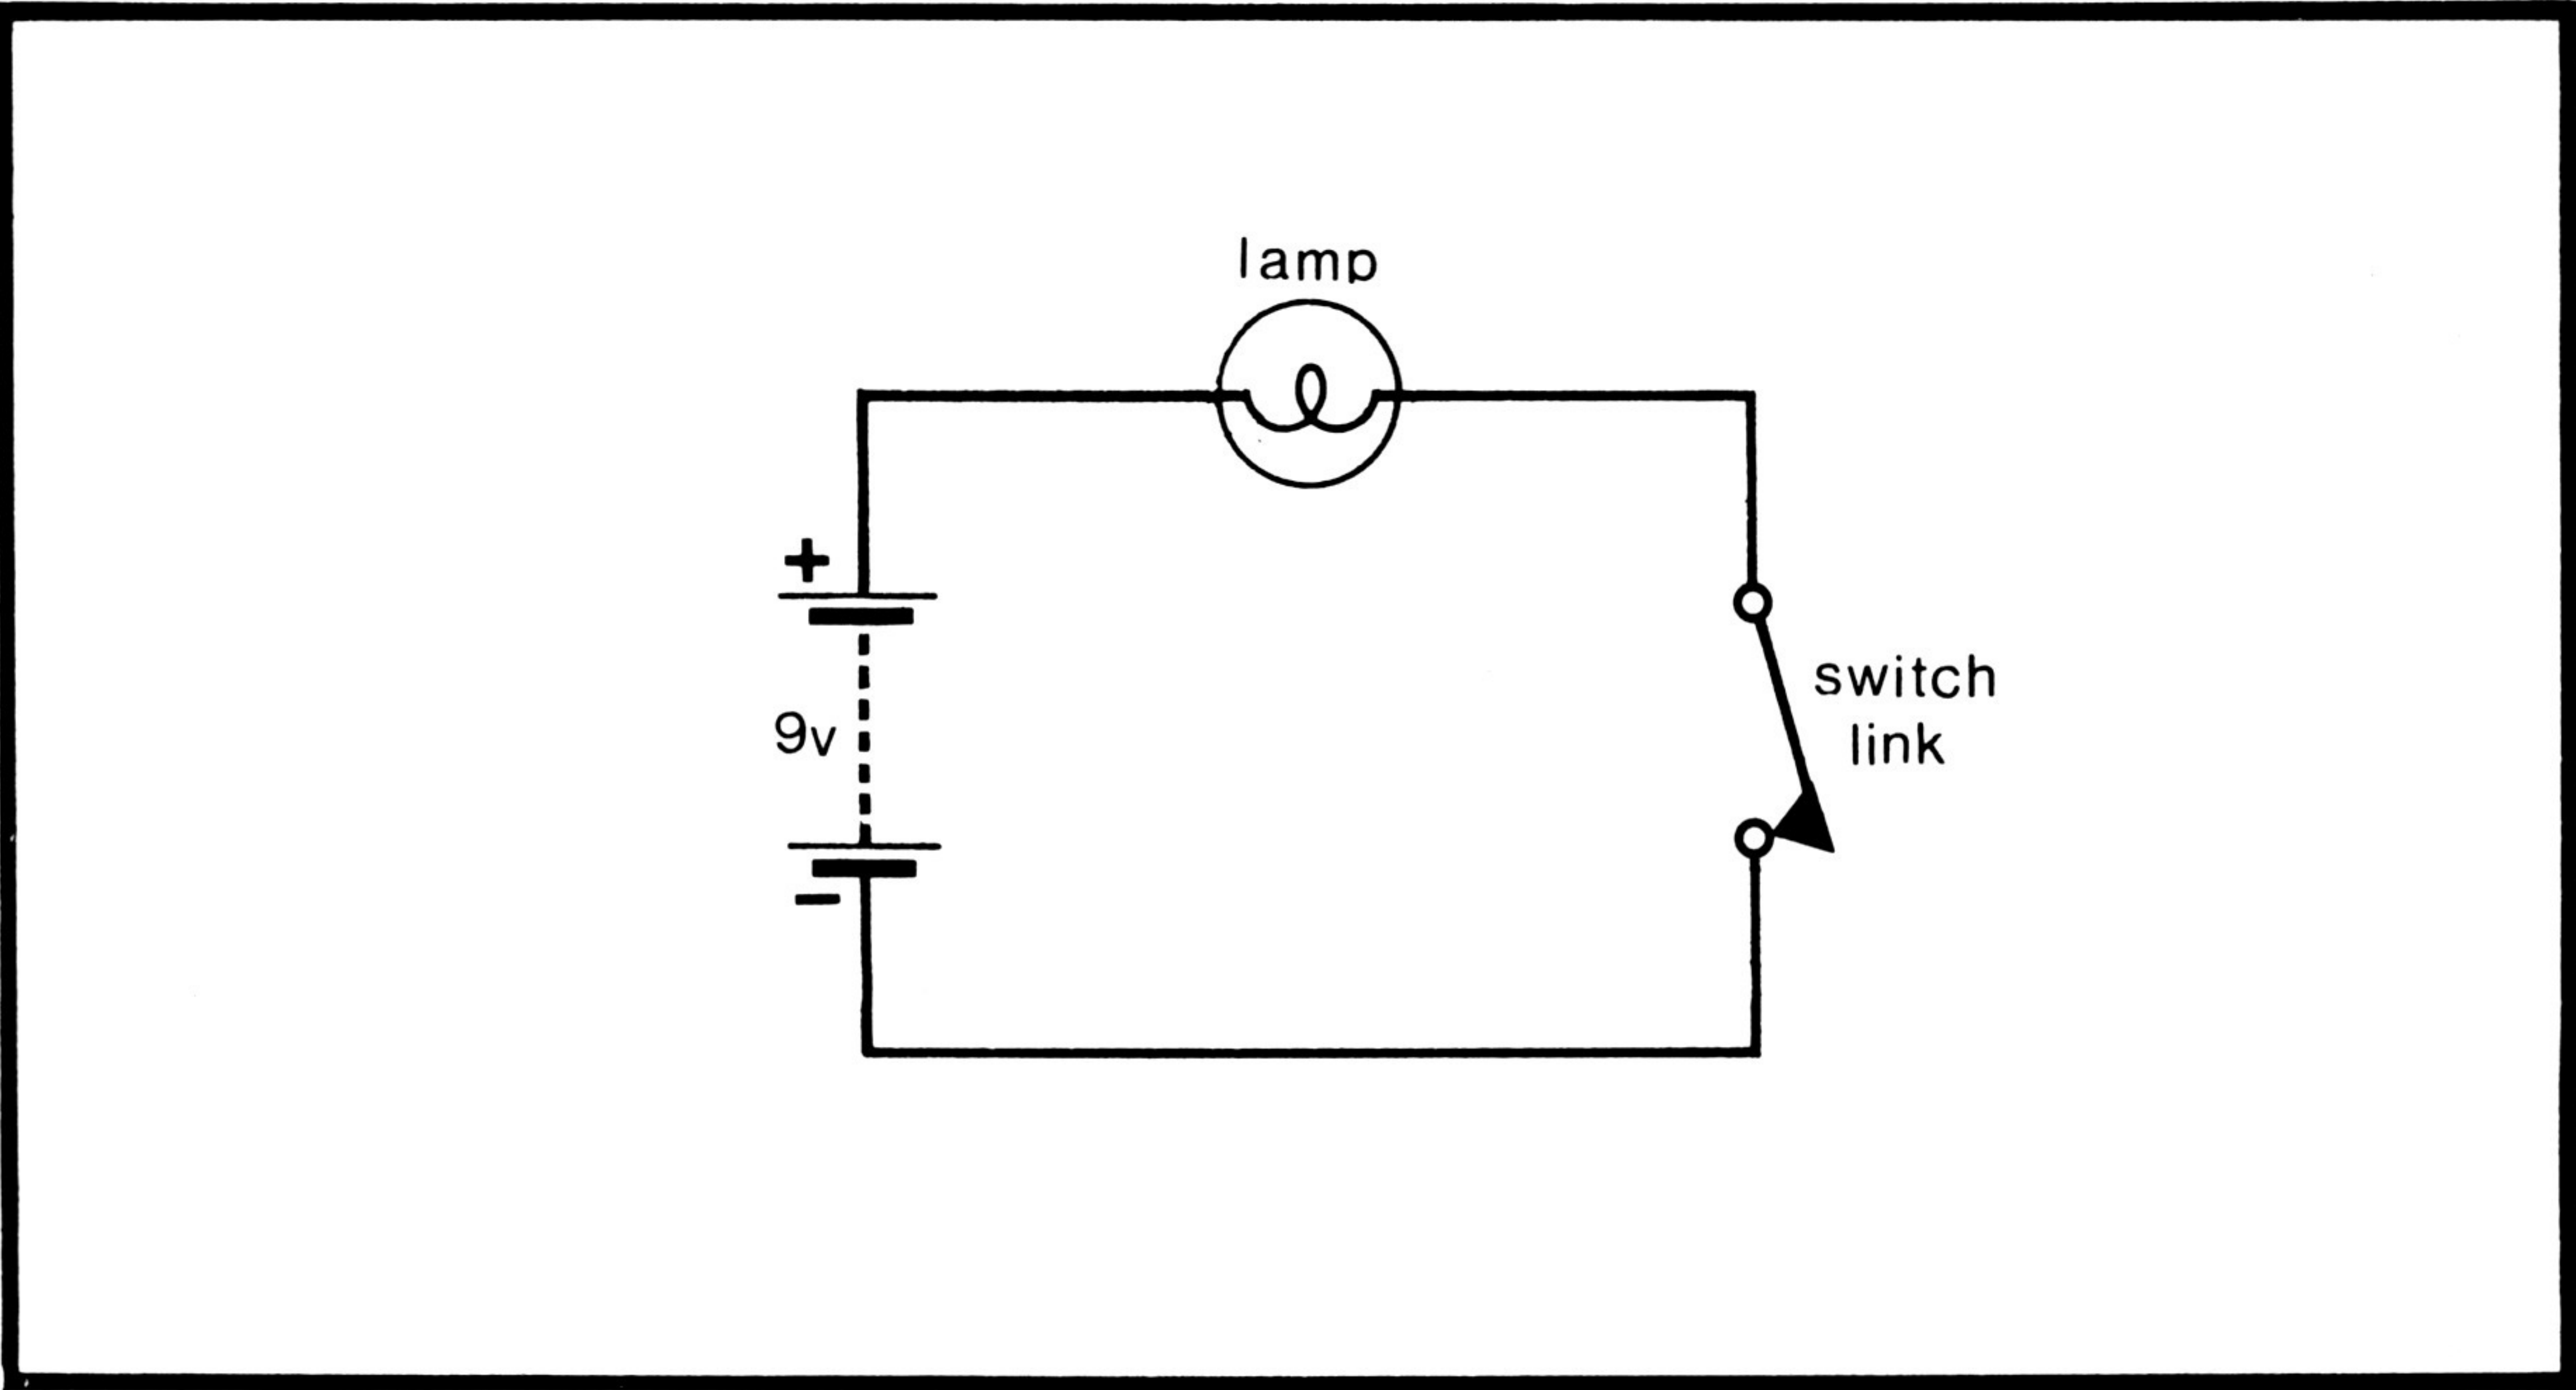 lamp
+
9v
−
switch
link